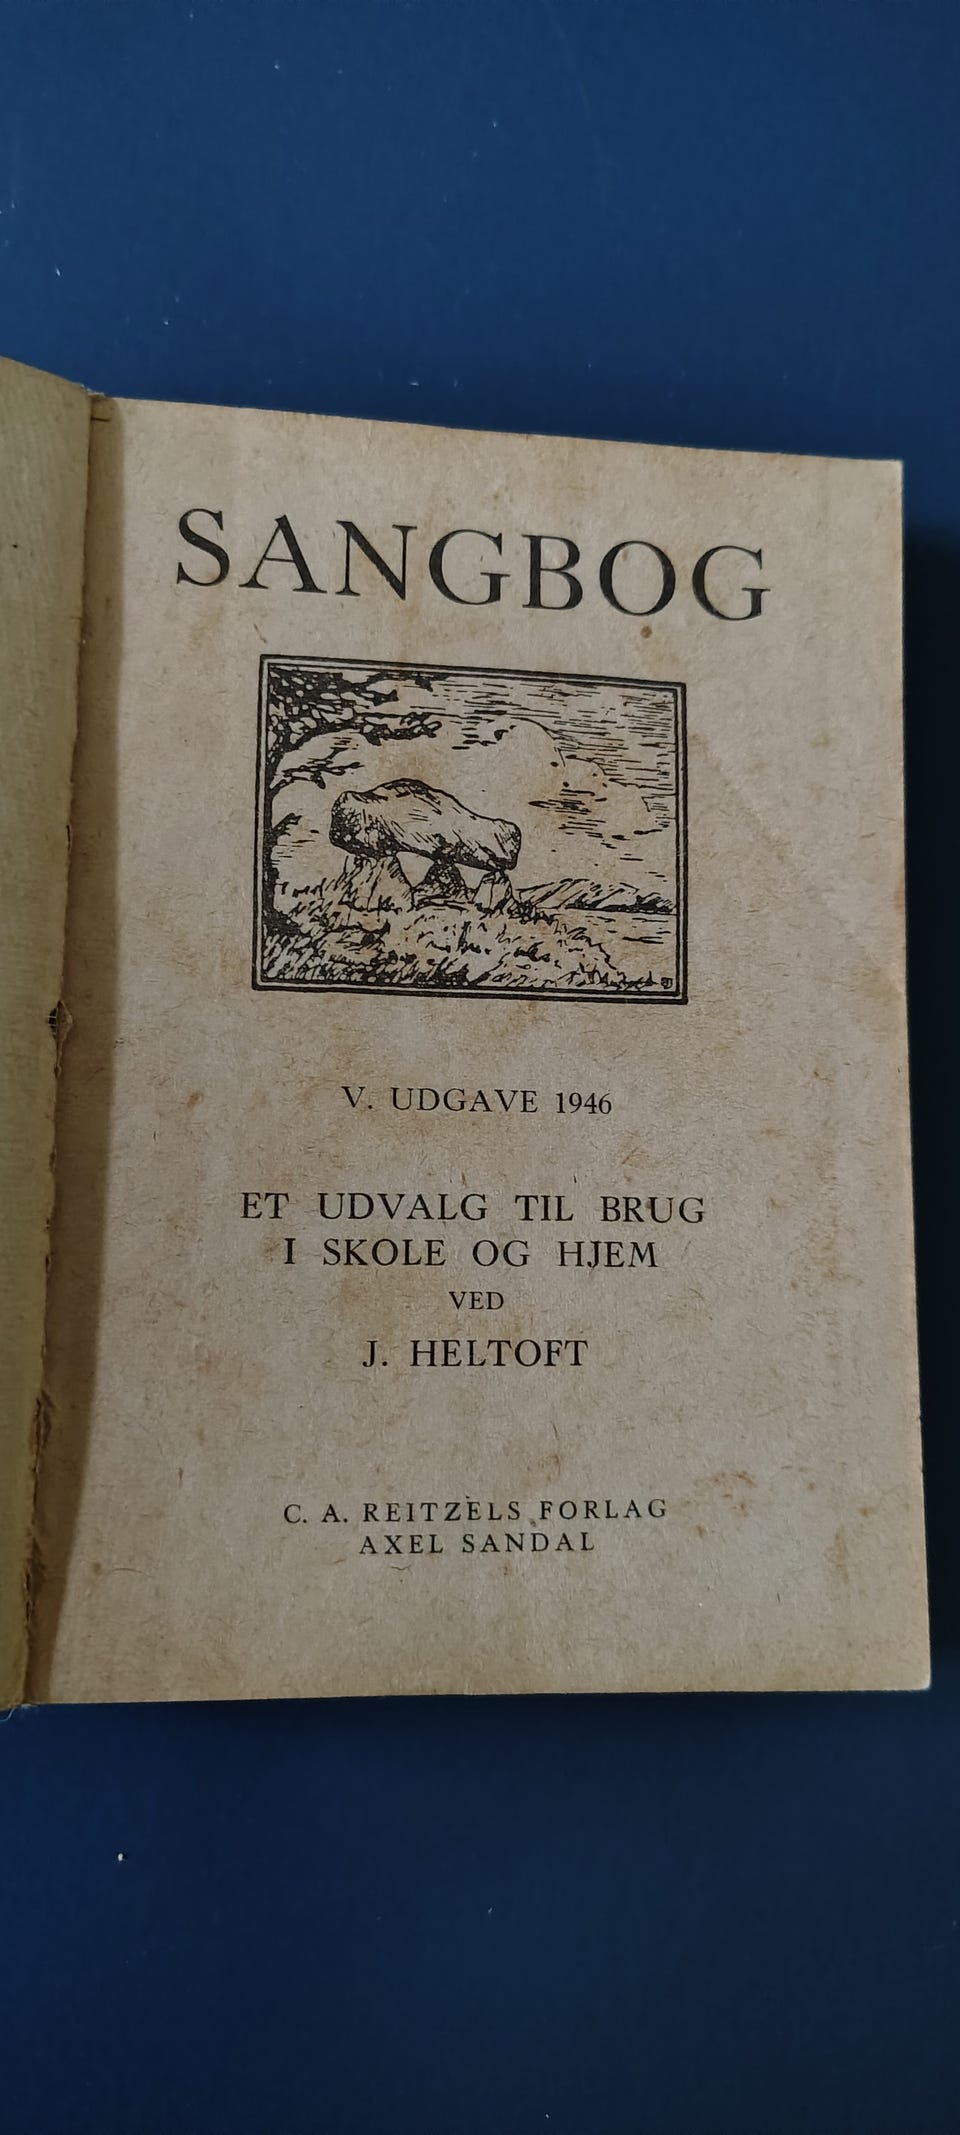 SANGBOG
V. UDGAVE 1946
ET UDVALG TIL BRUG
I SKOLE OG HJEM
VED
J. HELTOFT
C. A. REITZELS FORLAG
AXEL SANDAL